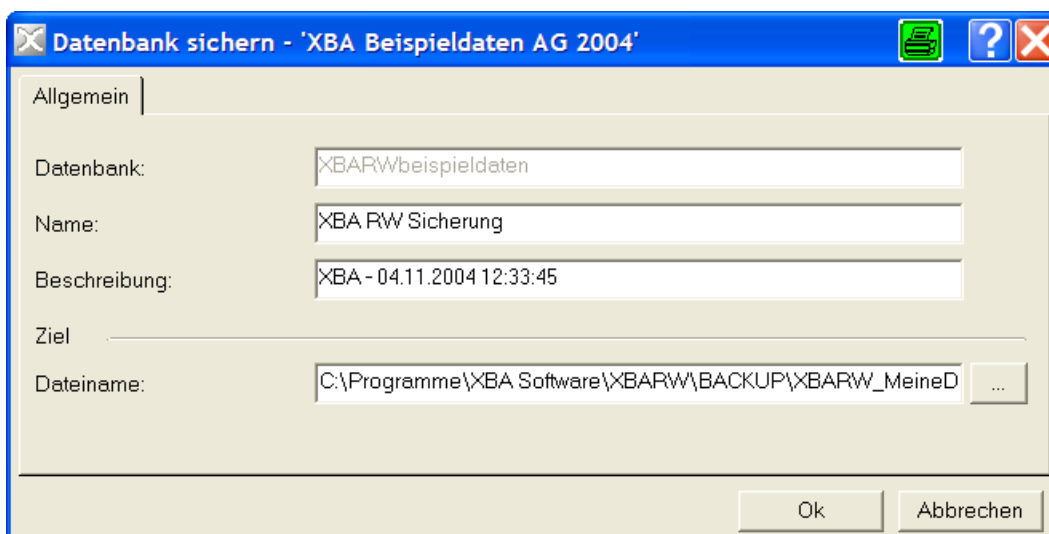 Datenbank sichern - 'XBA Beispieldaten AG 2004'
Allgemein
Datenbank: XBARWbeispieldaten
Name: XBA RW Sicherung
Beschreibung: XBA - 04.11.2004 12:33:45
Ziel
Dateiname: C:\Programme\XBA Software\XBARW\BACKUP\XBARW_MeineD ...
Ok Abbrechen